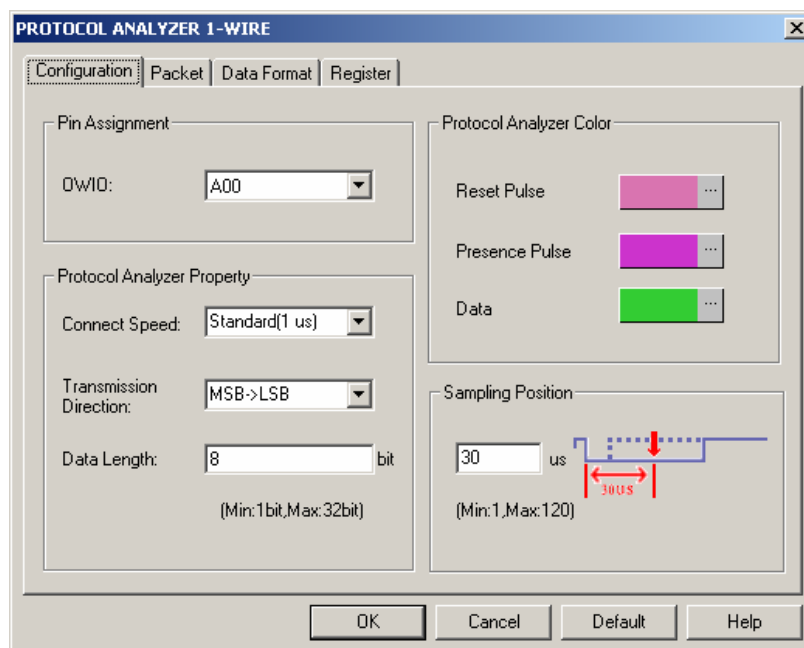 PROTOCOL ANALYZER 1-WIRE
Configuration Packet Data Format Register
Pin Assignment
OWIO: A00
Protocol Analyzer Property
Connect Speed: Standard(1 us)
Transmission
Direction: MSB->LSB
Data Length: 8 bit
(Min:1bit,Max:32bit)
Protocol Analyzer Color
Reset Pulse ...
Presence Pulse ...
Data ...
Sampling Position
30 us
30US
(Min:1,Max:120)
OK Cancel Default Help